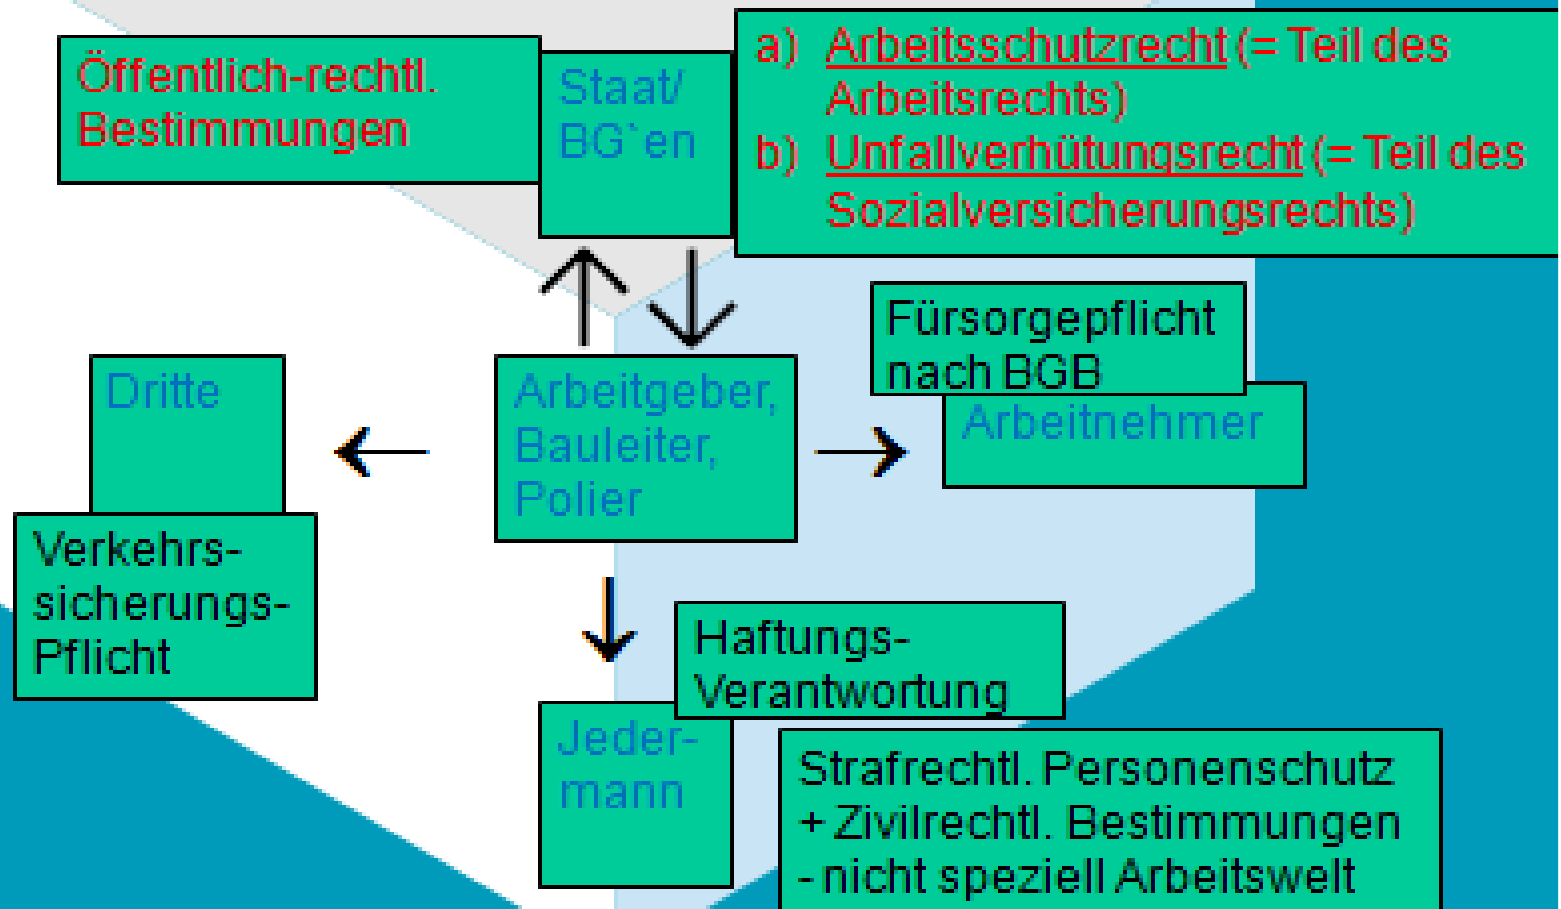 Öffentlich-rechtl.
Bestimmungen
Staat/
BG`en
a) Arbeitsschutzrecht (= Teil des
Arbeitsrechts)
b) Unfallverhütungsrecht (= Teil des
Sozialversicherungsrechts)
Fürsorgepflicht
nach BGB
Dritte
Arbeitgeber,
Bauleiter,
Polier
Arbeitnehmer
Verkehrs-
sicherungs-
Pflicht
Haftungs-
Verantwortung
Jeder-
mann
Strafrechtl. Personenschutz
+ Zivilrechtl. Bestimmungen
- nicht speziell Arbeitswelt